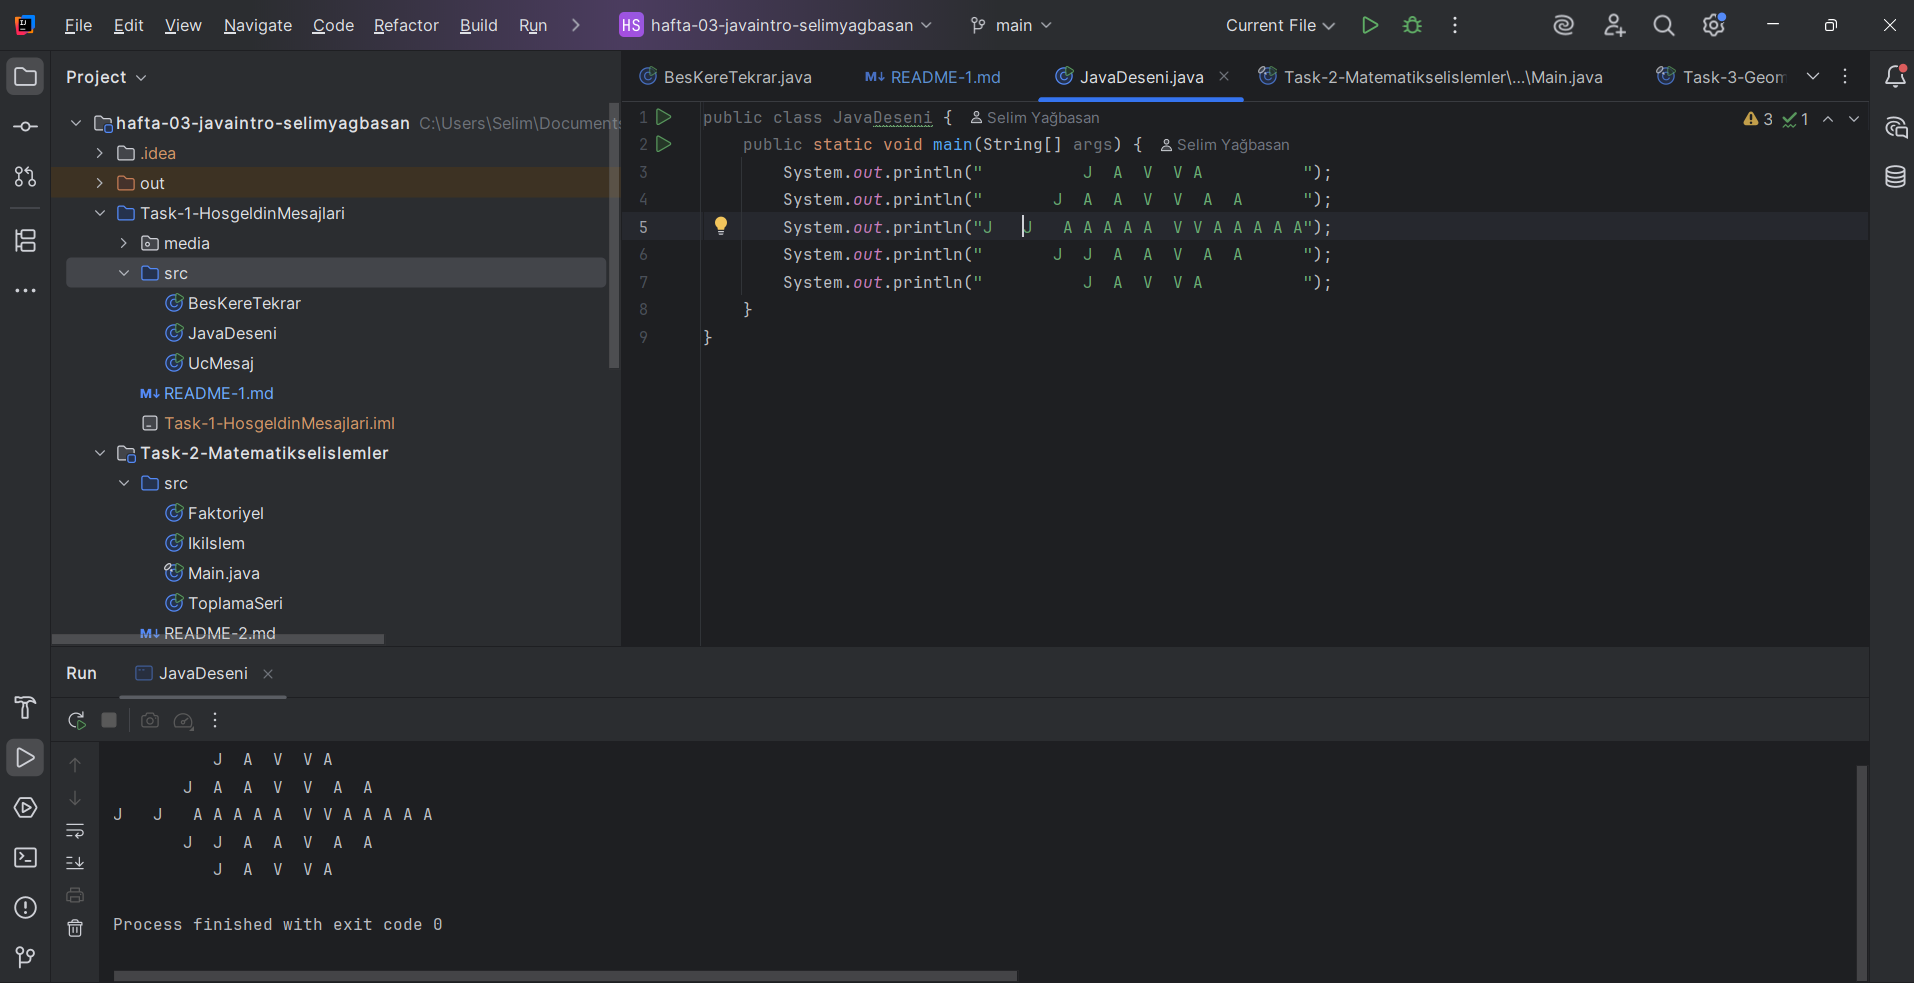 File Edit View Navigate Code Refactor Build Run HS hafta-03-javaintro-selimyagbasan main Current File
Project
hafta-03-javaintro-selimyagbasan C:\Users\Selim\Documents
.idea
out
Task-1-HosgeldinMesajlari
media
src
BesKereTekrar
JavaDeseni
UcMesaj
README-1.md
Task-1-HosgeldinMesajlari.iml
Task-2-Matematikselislemler
src
Faktoriyel
IkiIslem
Main.java
ToplamaSeri
README-2.md
BesKereTekrar.java README-1.md JavaDeseni.java Task-2-Matematikselislemler\...\Main.java Task-3-Geom
1 public class JavaDeseni { Selim Yağbasan 3 1
2 public static void main(String[] args) { Selim Yağbasan
3 System.out.println("          J  A  V  V A          ");
4 System.out.println("       J  A  A  V  V  A  A      ");
5 System.out.println("J   J   A A A A A  V V A A A A A");
6 System.out.println("       J  J  A  A  V  A  A      ");
7 System.out.println("          J  A  V  V A          ");
8 }
9 }
Run JavaDeseni
J  A  V  V A
J  A  A  V  V  A  A
J   J   A A A A A  V V A A A A A
J  J  A  A  V  A  A
J  A  V  V A
Process finished with exit code 0